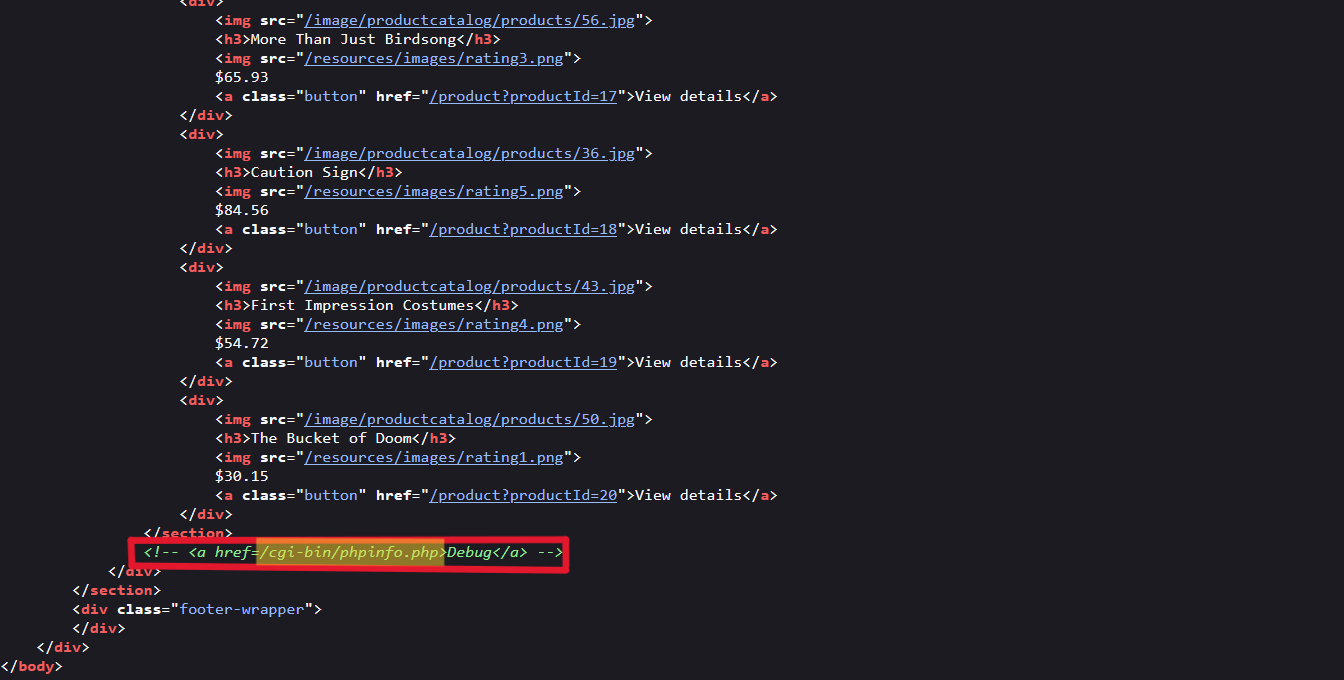 <div>
<img src="/image/productcatalog/products/56.jpg">
<h3>More Than Just Birdsong</h3>
<img src="/resources/images/rating3.png">
$65.93
<a class="button" href="/product?productId=17">View details</a>
</div>
<div>
<img src="/image/productcatalog/products/36.jpg">
<h3>Caution Sign</h3>
<img src="/resources/images/rating5.png">
$84.56
<a class="button" href="/product?productId=18">View details</a>
</div>
<div>
<img src="/image/productcatalog/products/43.jpg">
<h3>First Impression Costumes</h3>
<img src="/resources/images/rating4.png">
$54.72
<a class="button" href="/product?productId=19">View details</a>
</div>
<div>
<img src="/image/productcatalog/products/50.jpg">
<h3>The Bucket of Doom</h3>
<img src="/resources/images/rating1.png">
$30.15
<a class="button" href="/product?productId=20">View details</a>
</div>
</section>
<!-- <a href=/cgi-bin/phpinfo.php>Debug</a> -->
</div>
</section>
<div class="footer-wrapper">
</div>
</div>
</body>